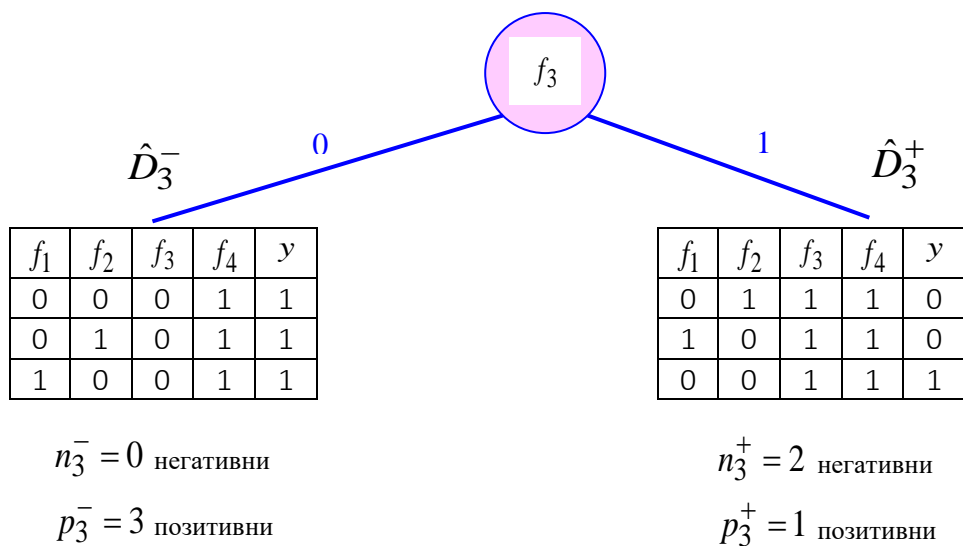 f₃
0
1
D̂₃⁻
D̂₃⁺
f₁ f₂ f₃ f₄ y
0 0 0 1 1
0 1 0 1 1
1 0 0 1 1
f₁ f₂ f₃ f₄ y
0 1 1 1 0
1 0 1 1 0
0 0 1 1 1
n₃⁻ = 0 негативни
p₃⁻ = 3 позитивни
n₃⁺ = 2 негативни
p₃⁺ = 1 позитивни